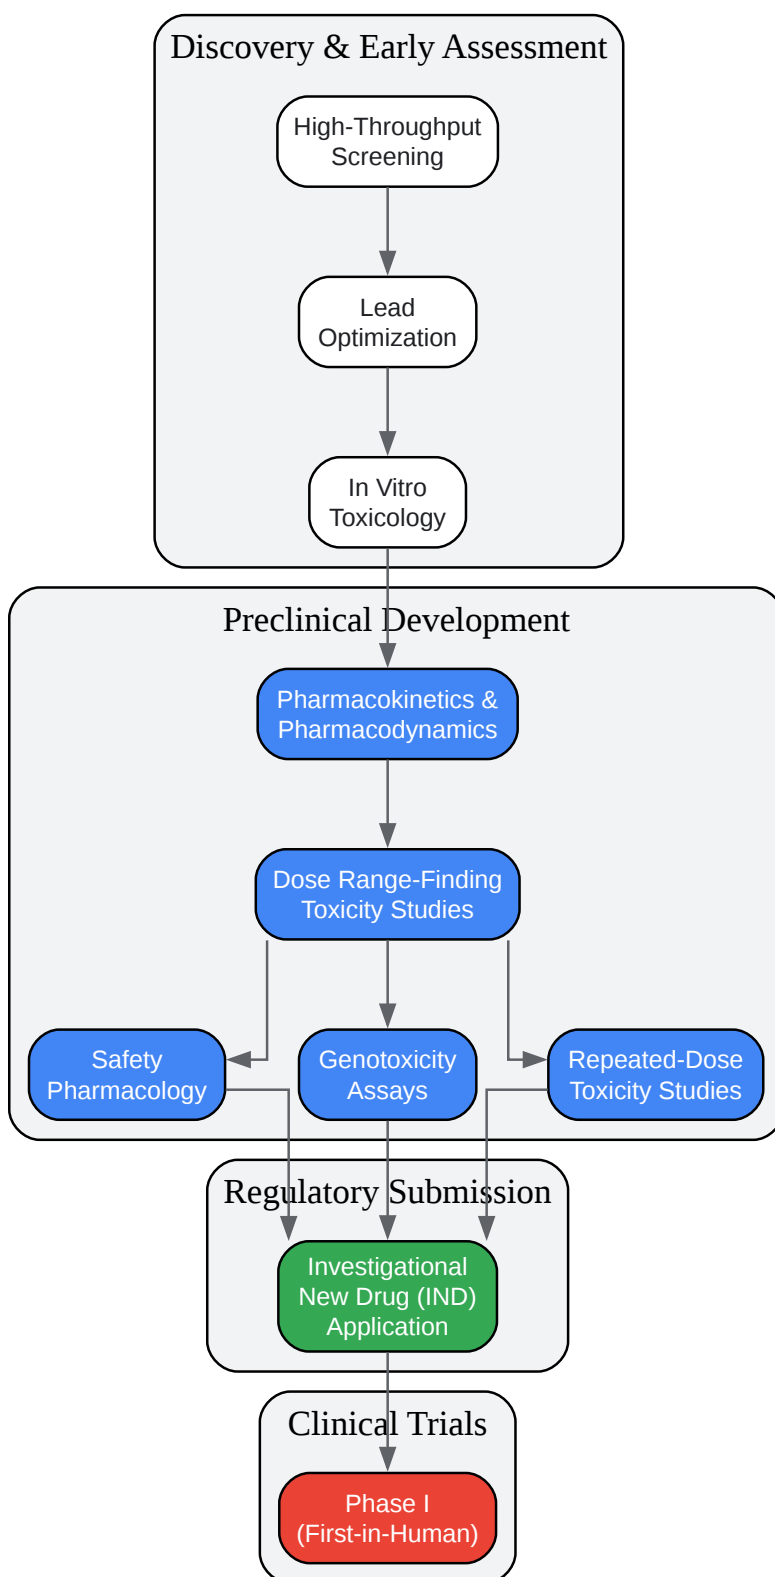 Discovery & Early Assessment
High-Throughput
Screening
Lead
Optimization
In Vitro
Toxicology
Preclinical Development
Pharmacokinetics &
Pharmacodynamics
Dose Range-Finding
Toxicity Studies
Safety
Pharmacology
Genotoxicity
Assays
Repeated-Dose
Toxicity Studies
Regulatory Submission
Investigational
New Drug (IND)
Application
Clinical Trials
Phase I
(First-in-Human)